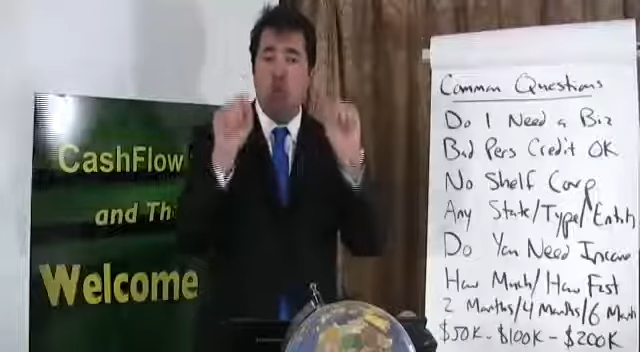 CashFlow
and Th
Welcome
Common Questions
Do I Need a Biz
Bad Pers Credit OK
No Shelf Corp
Any State/Type/Entity
Do You Need Income
How Much/How Fast
2 Months/4 Months/6 Month
$50K - $100K - $200K